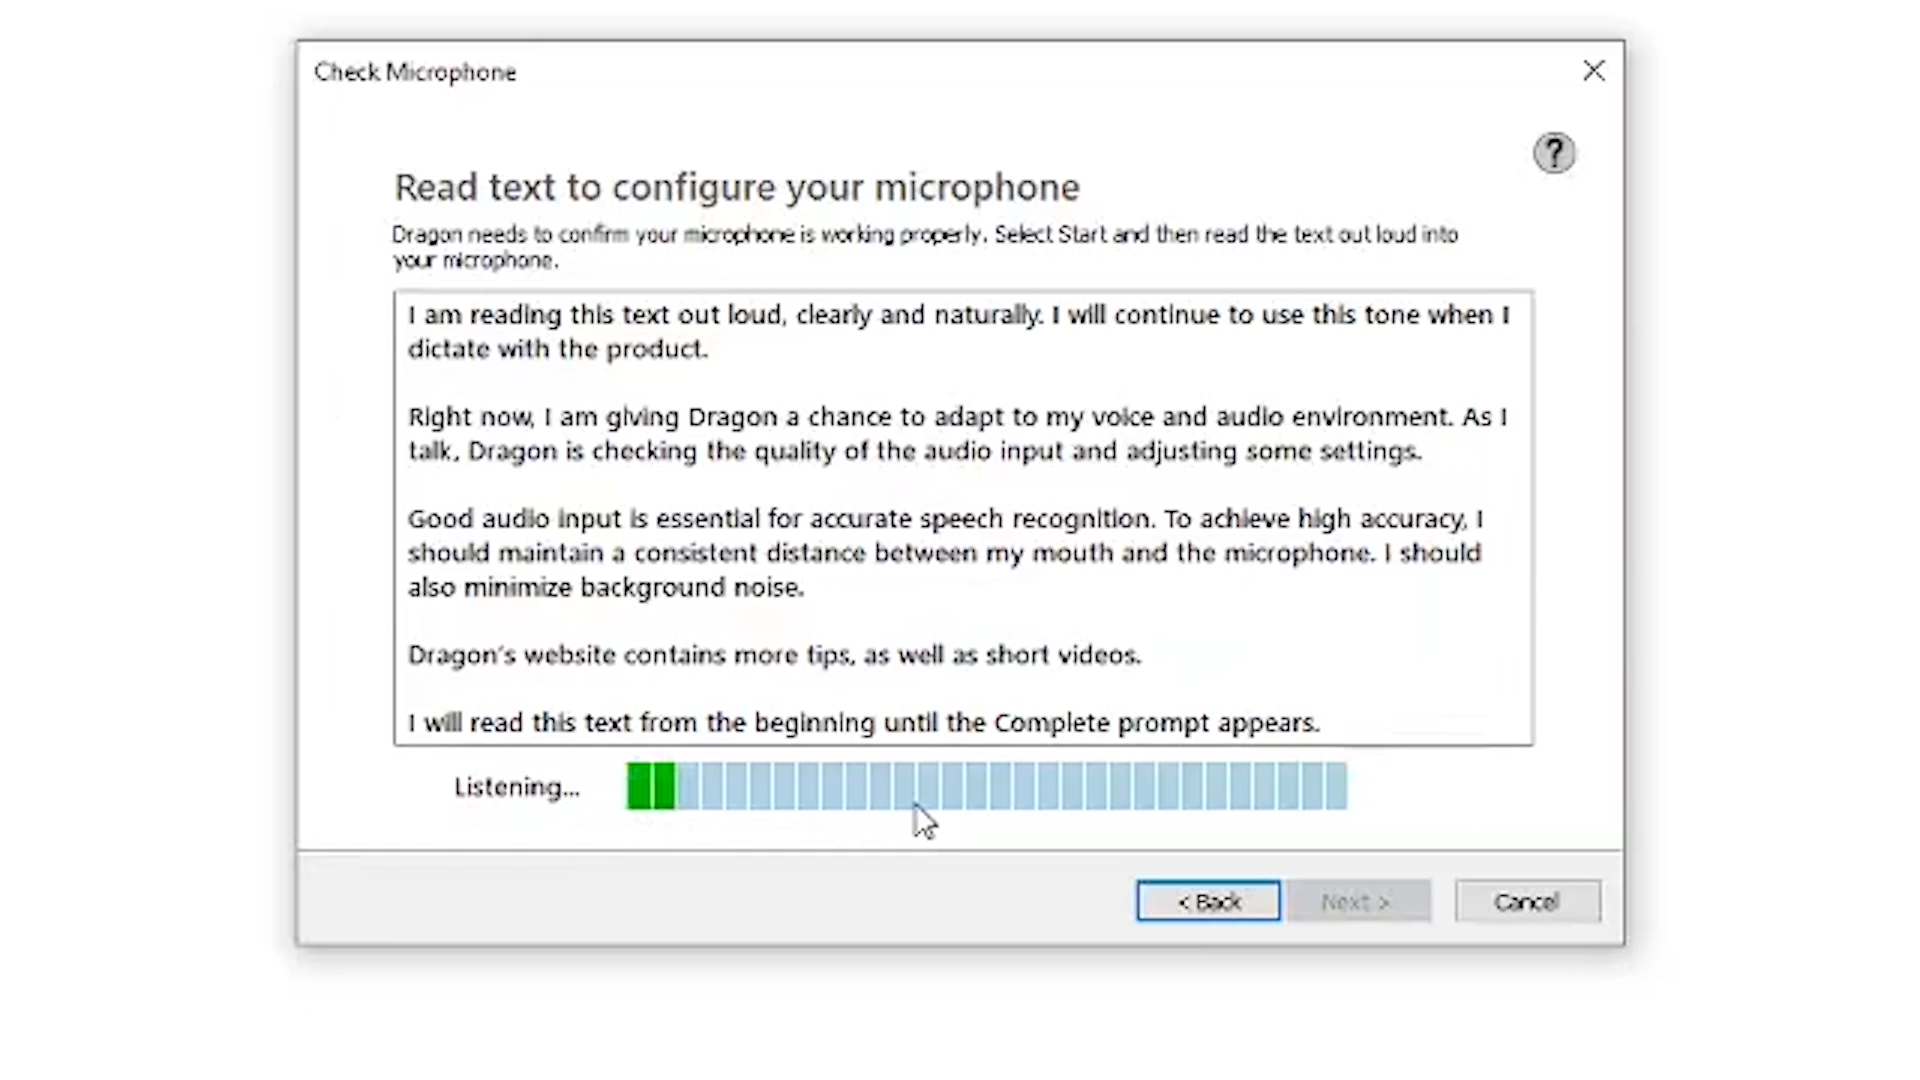 Check Microphone
?
Read text to configure your microphone
Dragon needs to confirm your microphone is working properly. Select Start and then read the text out loud into
your microphone.
I am reading this text out loud, clearly and naturally. I will continue to use this tone when I
dictate with the product.
Right now, I am giving Dragon a chance to adapt to my voice and audio environment. As I
talk, Dragon is checking the quality of the audio input and adjusting some settings.
Good audio input is essential for accurate speech recognition. To achieve high accuracy, I
should maintain a consistent distance between my mouth and the microphone. I should
also minimize background noise.
Dragon's website contains more tips, as well as short videos.
I will read this text from the beginning until the Complete prompt appears.
Listening...
< Back Next > Cancel